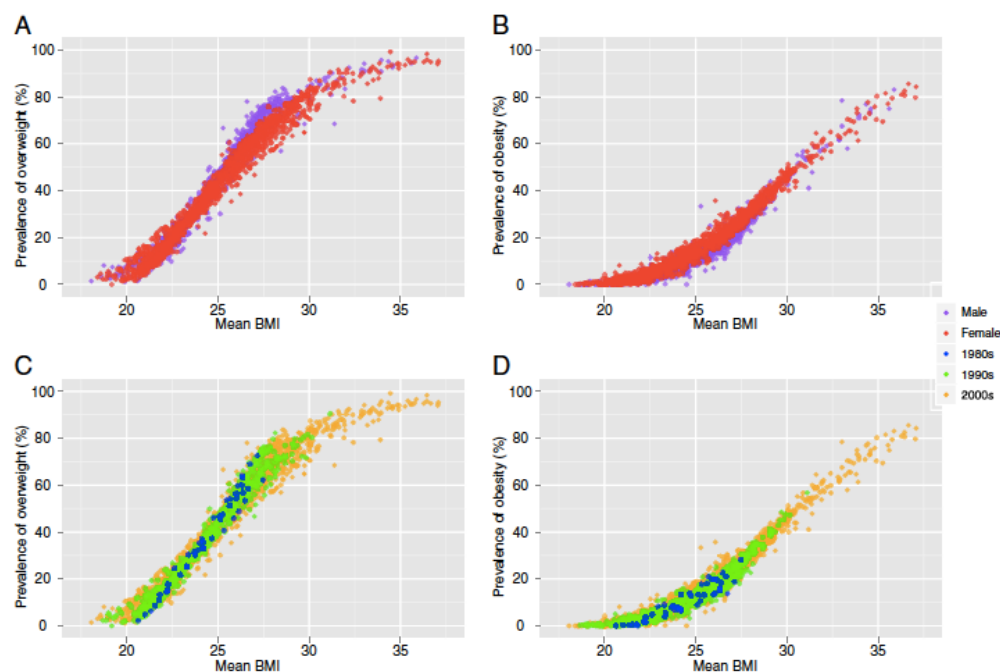 A
Prevalence of overweight (%)
100
80
60
40
20
0
20 25 30 35
Mean BMI
B
Prevalence of obesity (%)
100
80
60
40
20
0
20 25 30 35
Mean BMI
Male
Female
1980s
1990s
2000s
C
Prevalence of overweight (%)
100
80
60
40
20
0
20 25 30 35
Mean BMI
D
Prevalence of obesity (%)
100
80
60
40
20
0
20 25 30 35
Mean BMI